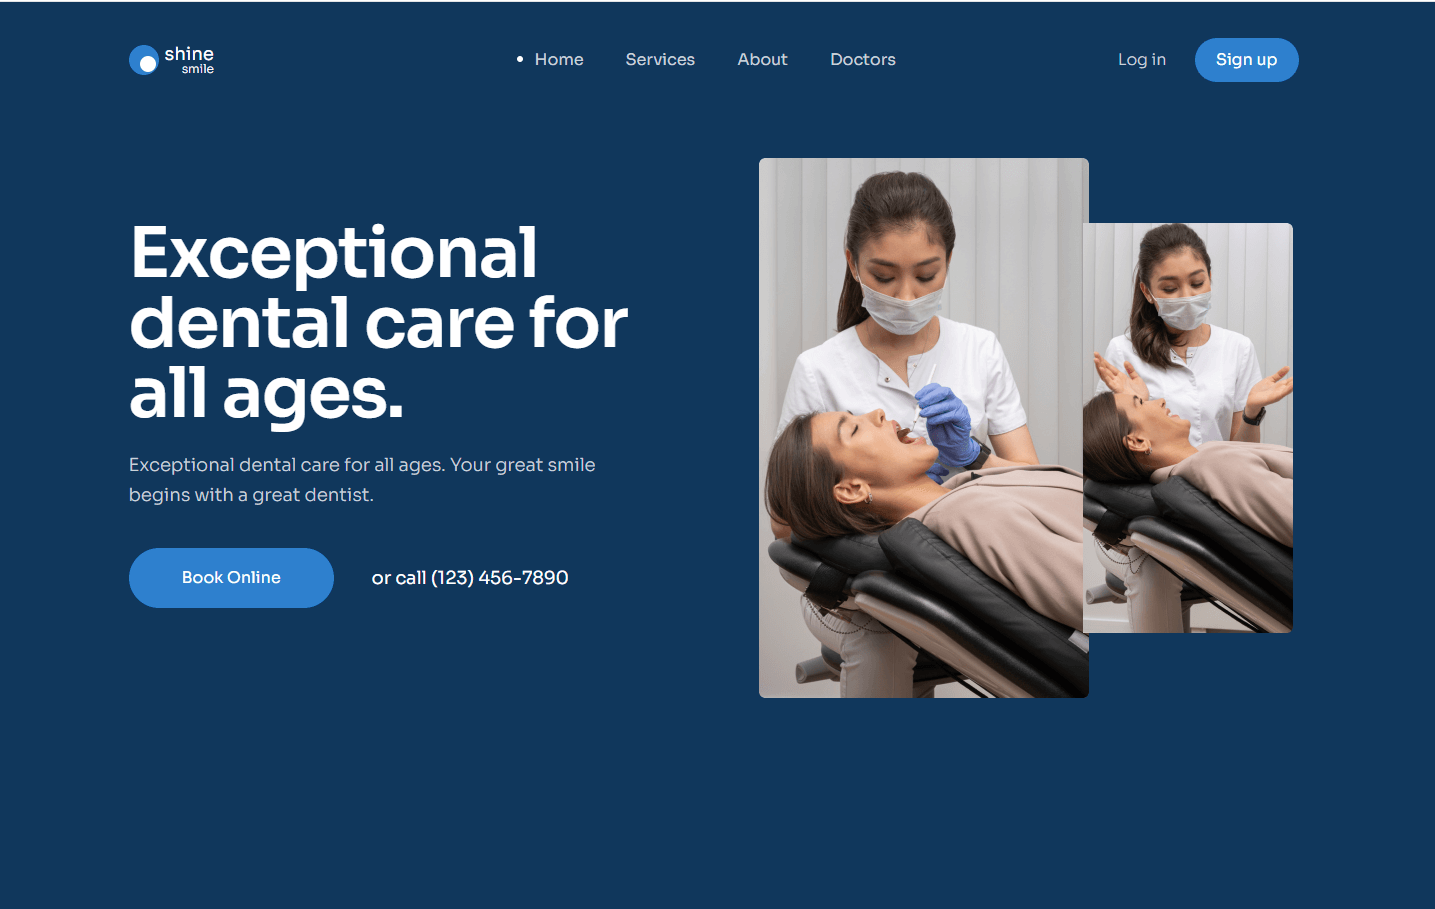 shine
smile
Home
Services
About
Doctors
Log in
Sign up
Exceptional
dental care for
all ages.
Exceptional dental care for all ages. Your great smile
begins with a great dentist.
Book Online
or call (123) 456-7890